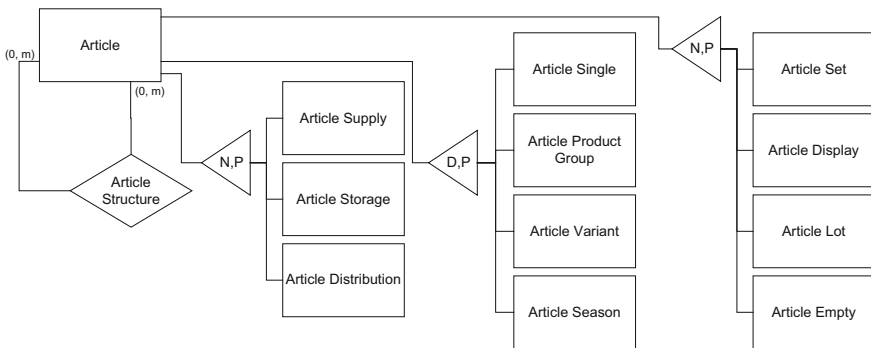 Article
(0, m)
(0, m)
Article
Structure
N,P
Article Supply
Article Storage
Article Distribution
D,P
Article Single
Article Product
Group
Article Variant
Article Season
N,P
Article Set
Article Display
Article Lot
Article Empty